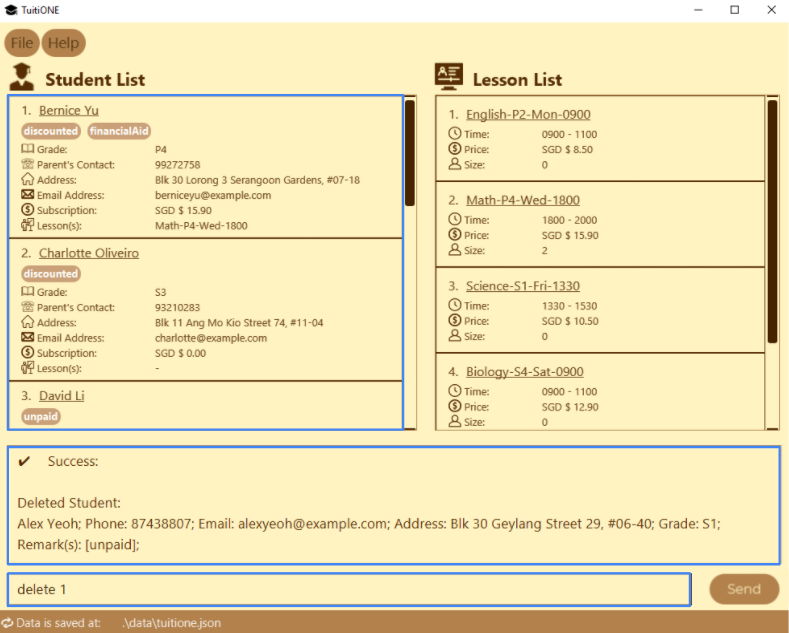 TuitiONE
File Help
Student List
1. Bernice Yu
discounted financialAid
Grade: P4
Parent's Contact: 99272758
Address: Blk 30 Lorong 3 Serangoon Gardens, #07-18
Email Address: berniceyu@example.com
Subscription: SGD $ 15.90
Lesson(s): Math-P4-Wed-1800
2. Charlotte Oliveiro
discounted
Grade: S3
Parent's Contact: 93210283
Address: Blk 11 Ang Mo Kio Street 74, #11-04
Email Address: charlotte@example.com
Subscription: SGD $ 0.00
Lesson(s): -
3. David Li
unpaid
Lesson List
1. English-P2-Mon-0900
Time: 0900 - 1100
Price: SGD $ 8.50
Size: 0
2. Math-P4-Wed-1800
Time: 1800 - 2000
Price: SGD $ 15.90
Size: 2
3. Science-S1-Fri-1330
Time: 1330 - 1530
Price: SGD $ 10.50
Size: 0
4. Biology-S4-Sat-0900
Time: 0900 - 1100
Price: SGD $ 12.90
Size: 0
✔ Success:
Deleted Student:
Alex Yeoh; Phone: 87438807; Email: alexyeoh@example.com; Address: Blk 30 Geylang Street 29, #06-40; Grade: S1;
Remark(s): [unpaid];
delete 1
Send
Data is saved at: .\data\tuitione.json